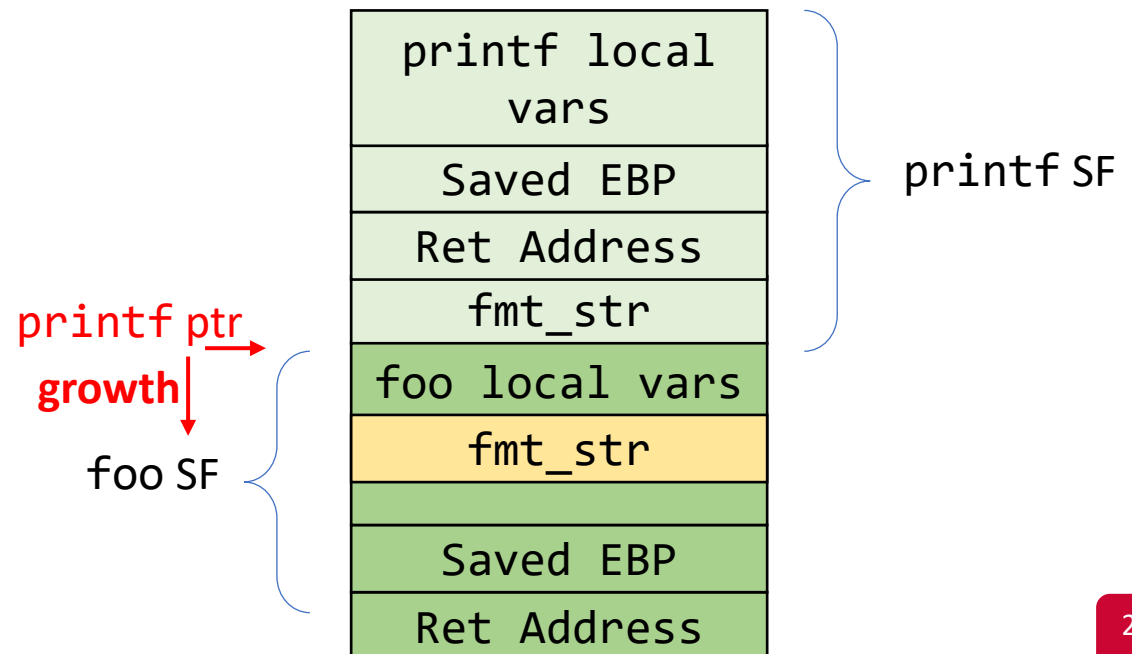 printf local
vars
Saved EBP
printf SF
Ret Address
fmt_str
printf ptr
growth
foo local vars
fmt_str
foo SF
Saved EBP
Ret Address
2